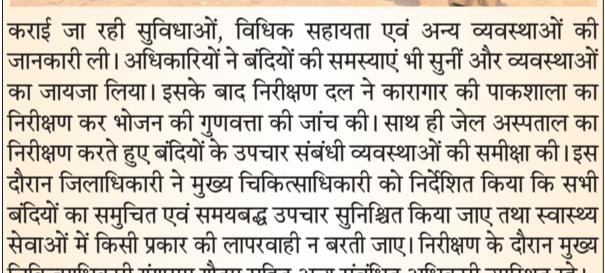 कराई जा रही सुविधाओं, विधिक सहायता एवं अन्य व्यवस्थाओं की
जानकारी ली। अधिकारियों ने बंदियों की समस्याएं भी सुनीं और व्यवस्थाओं
का जायजा लिया। इसके बाद निरीक्षण दल ने कारागार की पाकशाला का
निरीक्षण कर भोजन की गुणवत्ता की जांच की। साथ ही जेल अस्पताल का
निरीक्षण करते हुए बंदियों के उपचार संबंधी व्यवस्थाओं की समीक्षा की। इस
दौरान जिलाधिकारी ने मुख्य चिकित्साधिकारी को निर्देशित किया कि सभी
बंदियों का समुचित एवं समयबद्ध उपचार सुनिश्चित किया जाए तथा स्वास्थ्य
सेवाओं में किसी प्रकार की लापरवाही न बरती जाए। निरीक्षण के दौरान मुख्य